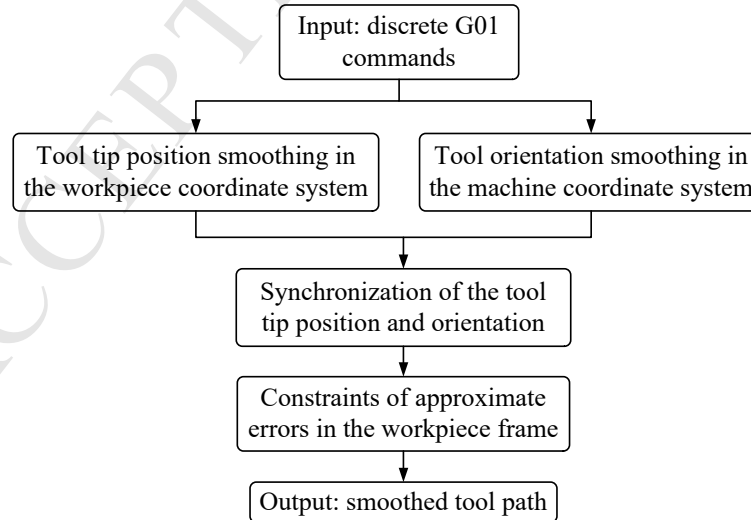 Input: discrete G01
commands
Tool tip position smoothing in
the workpiece coordinate system
Tool orientation smoothing in
the machine coordinate system
Synchronization of the tool
tip position and orientation
Constraints of approximate
errors in the workpiece frame
Output: smoothed tool path
CCEPT